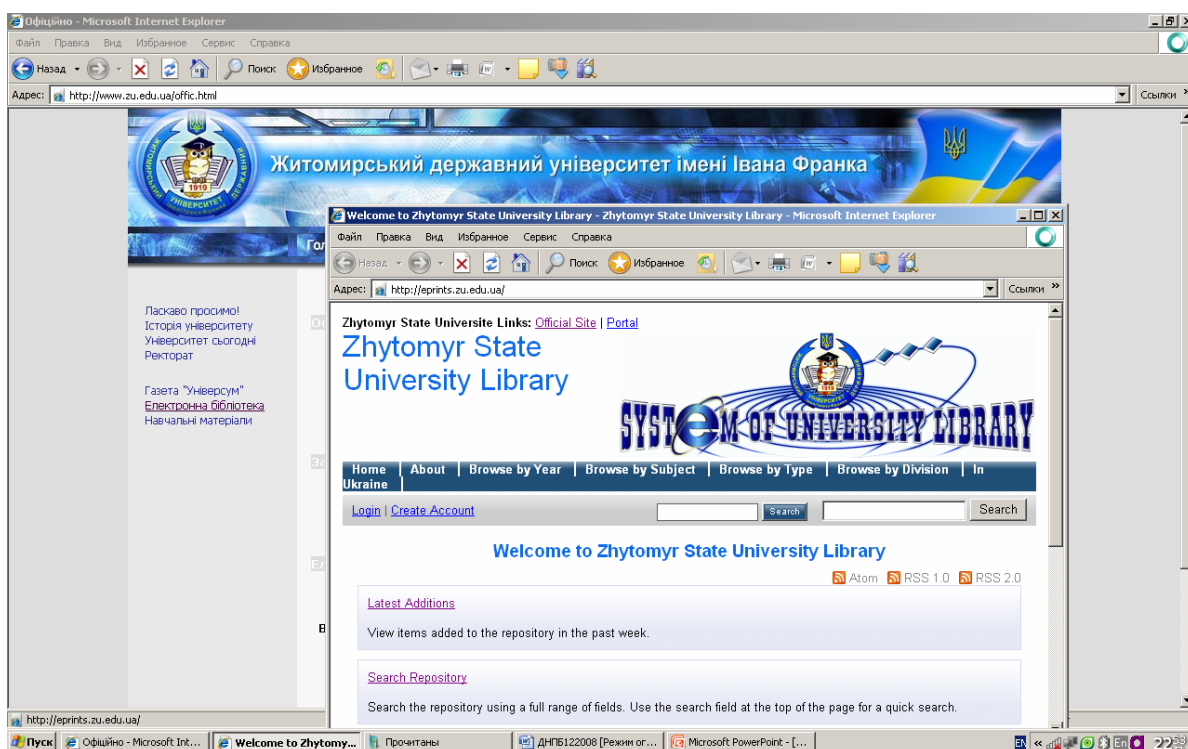 Офіційно - Microsoft Internet Explorer
Файл Правка Вид Избранное Сервис Справка
Назад Поиск Избранное
Адрес: http://www.zu.edu.ua/offic.html Ссылки »
Житомирський державний університет імені Івана Франка
1919
Гол
Ласкаво просимо!
Історія університету
Університет сьогодні
Ректорат
Газета "Універсум"
Електронна бібліотека
Навчальні матеріали
В
Welcome to Zhytomyr State University Library - Zhytomyr State University Library - Microsoft Internet Explorer
Файл Правка Вид Избранное Сервис Справка
Назад Поиск Избранное
Адрес: http://eprints.zu.edu.ua/ Ссылки »
Zhytomyr State Universite Links: Official Site | Portal
Zhytomyr State
University Library
SYSTEM OF UNIVERSITY LIBRARY
Home | About | Browse by Year | Browse by Subject | Browse by Type | Browse by Division | In
Ukraine |
Login | Create Account Search Search
Welcome to Zhytomyr State University Library
Atom RSS 1.0 RSS 2.0
Latest Additions
View items added to the repository in the past week.
Search Repository
Search the repository using a full range of fields. Use the search field at the top of the page for a quick search.
http://eprints.zu.edu.ua/
Пуск Офіційно - Microsoft Int... Welcome to Zhytomy... Прочитаны ДНПБ122008 [Режим ог... Microsoft PowerPoint - [... EN « En 22:53